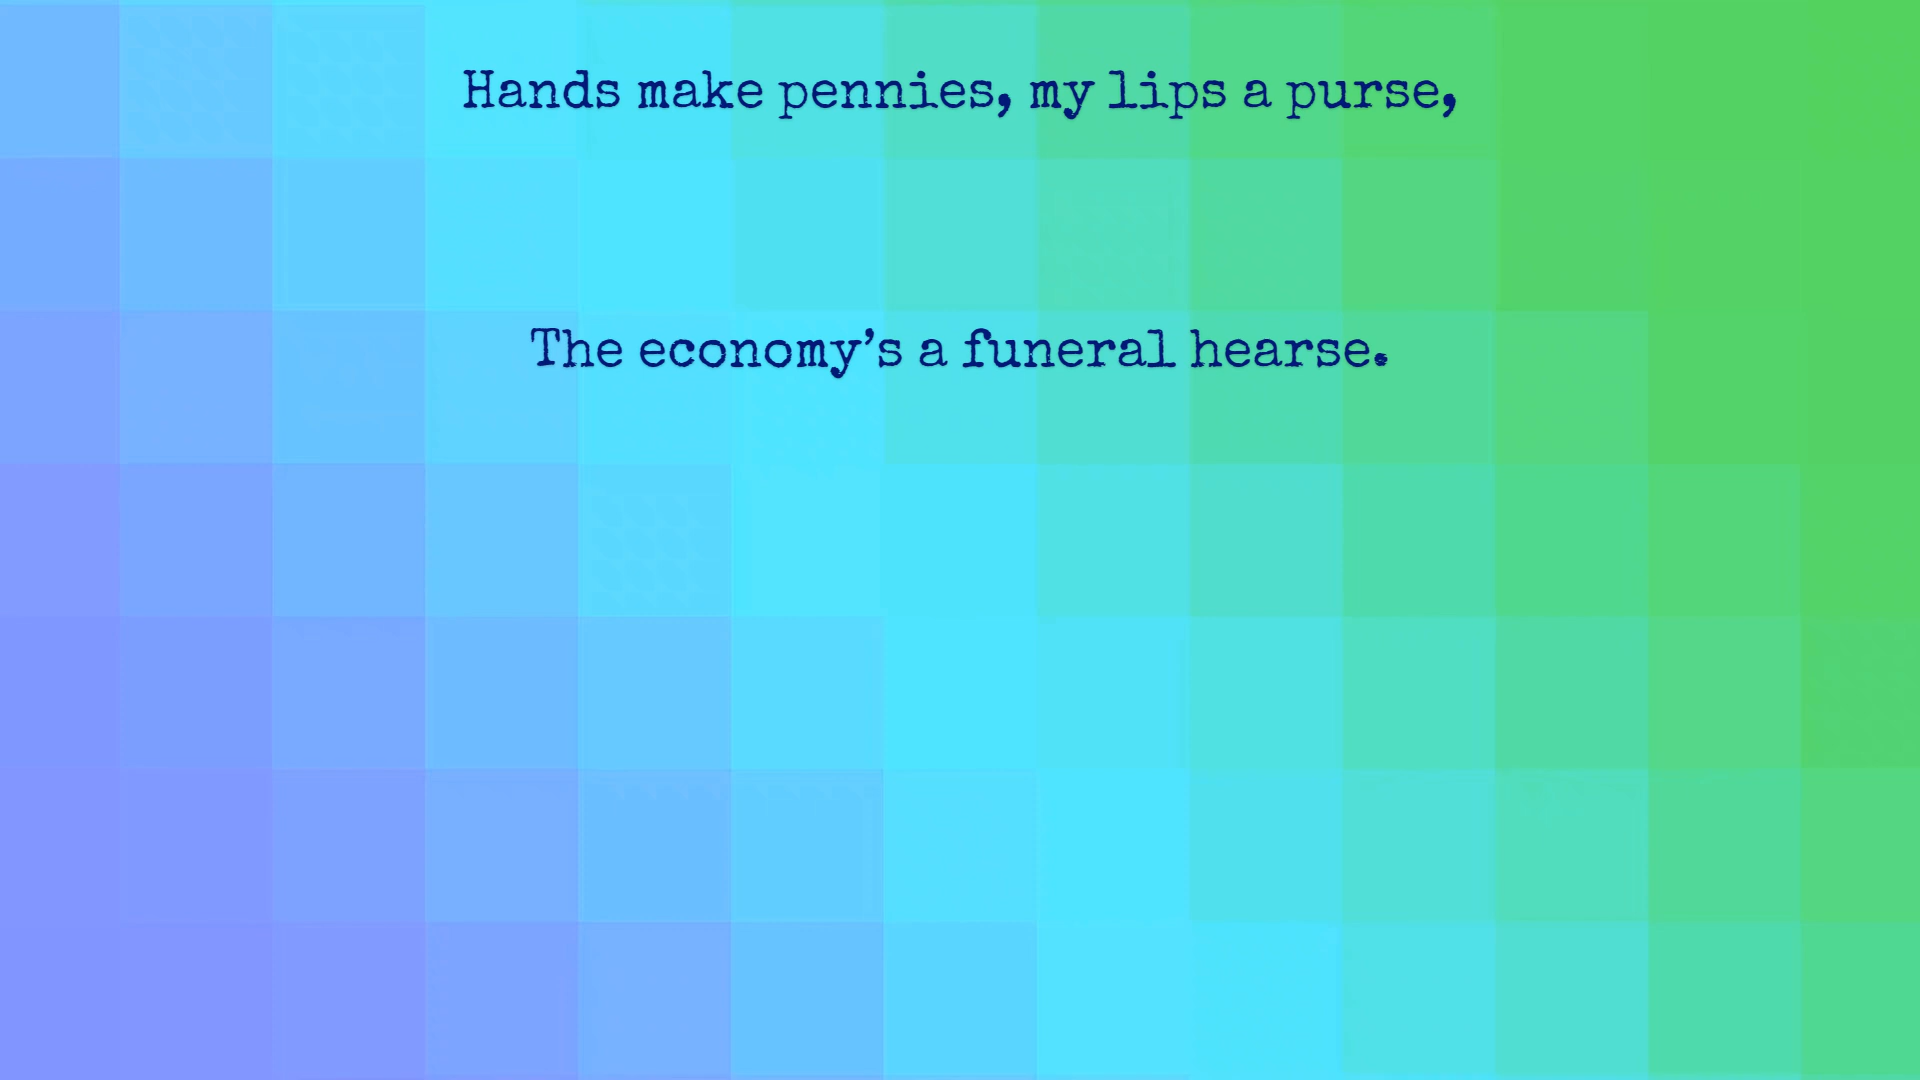 Hands make pennies, my lips a purse,
The economy’s a funeral hearse.